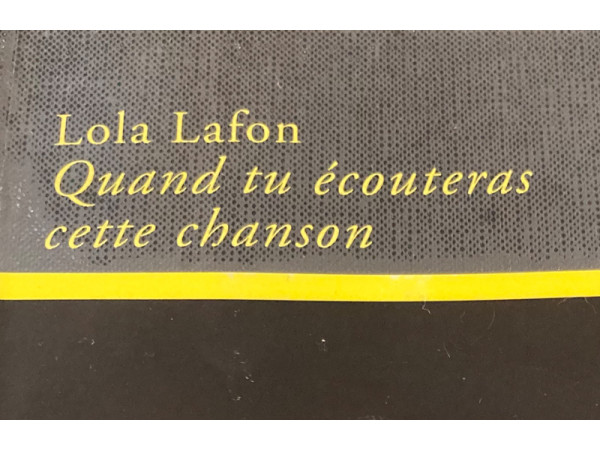 Lola Lafon
Quand tu écouteras
cette chanson